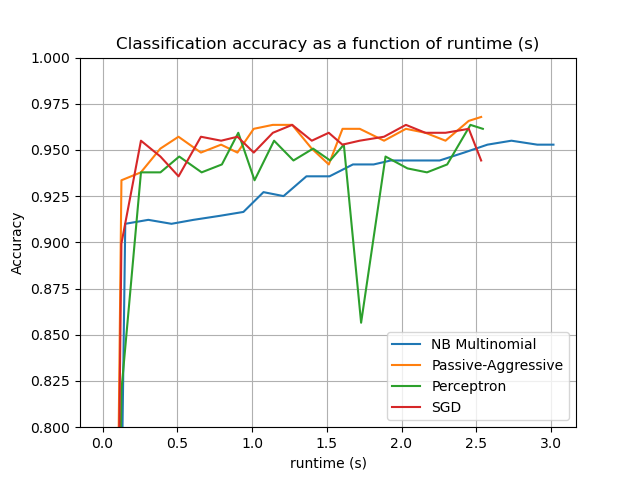 Classification accuracy as a function of runtime (s)
1.000
0.975
0.950
0.925
0.900
0.875
0.850
0.825
0.800
Accuracy
NB Multinomial
Passive-Aggressive
Perceptron
SGD
0.0 0.5 1.0 1.5 2.0 2.5 3.0
runtime (s)